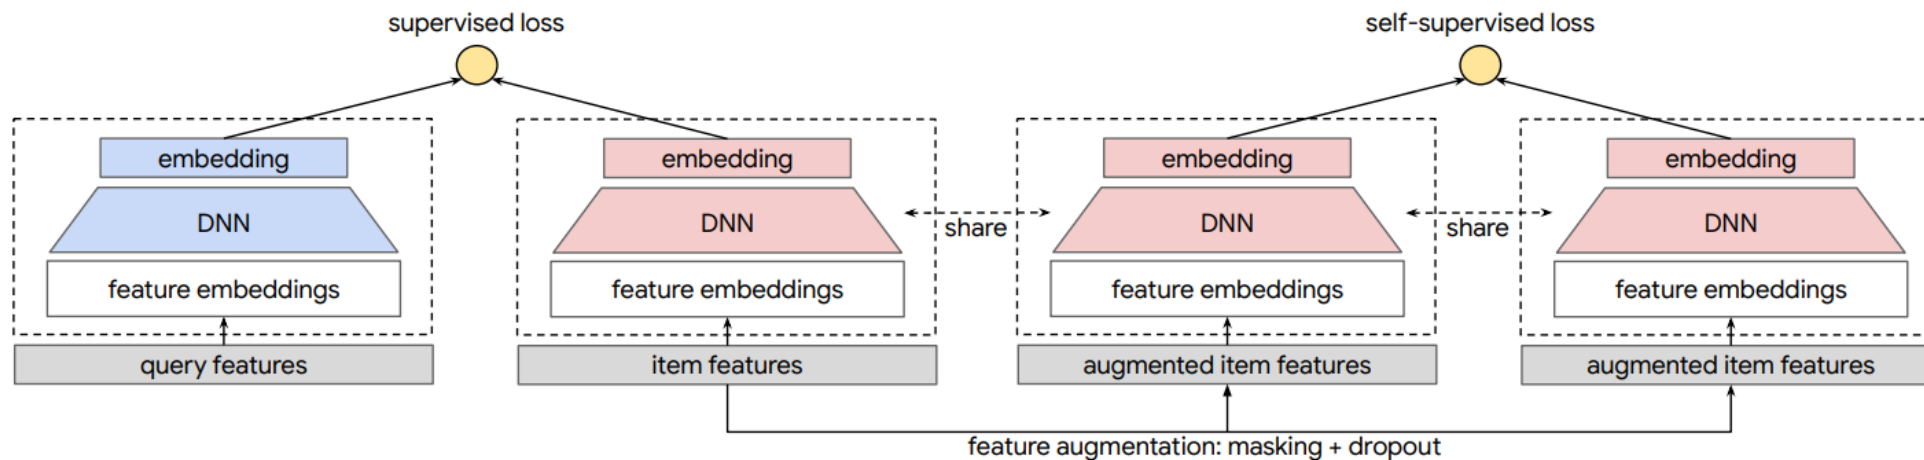 supervised loss
self-supervised loss
embedding
embedding
embedding
embedding
DNN
DNN
DNN
DNN
share
share
feature embeddings
feature embeddings
feature embeddings
feature embeddings
query features
item features
augmented item features
augmented item features
feature augmentation: masking + dropout